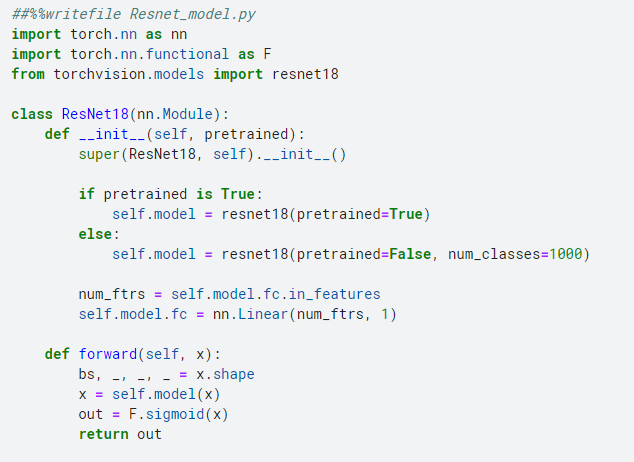 ##%%writefile Resnet_model.py
import torch.nn as nn
import torch.nn.functional as F
from torchvision.models import resnet18

class ResNet18(nn.Module):
    def __init__(self, pretrained):
        super(ResNet18, self).__init__()

        if pretrained is True:
            self.model = resnet18(pretrained=True)
        else:
            self.model = resnet18(pretrained=False, num_classes=1000)

        num_ftrs = self.model.fc.in_features
        self.model.fc = nn.Linear(num_ftrs, 1)

    def forward(self, x):
        bs, _, _, _ = x.shape
        x = self.model(x)
        out = F.sigmoid(x)
        return out